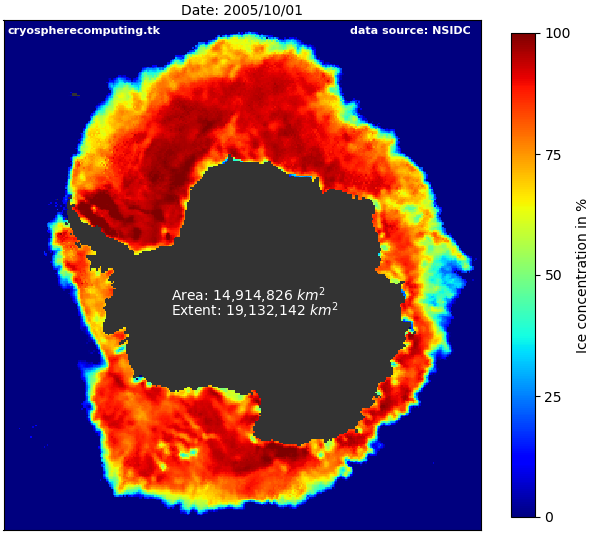 Date: 2005/10/01
cryospherecomputing.tk
data source: NSIDC
100
75
50
25
0
Ice concentration in %
Area: 14,914,826 km²
Extent: 19,132,142 km²